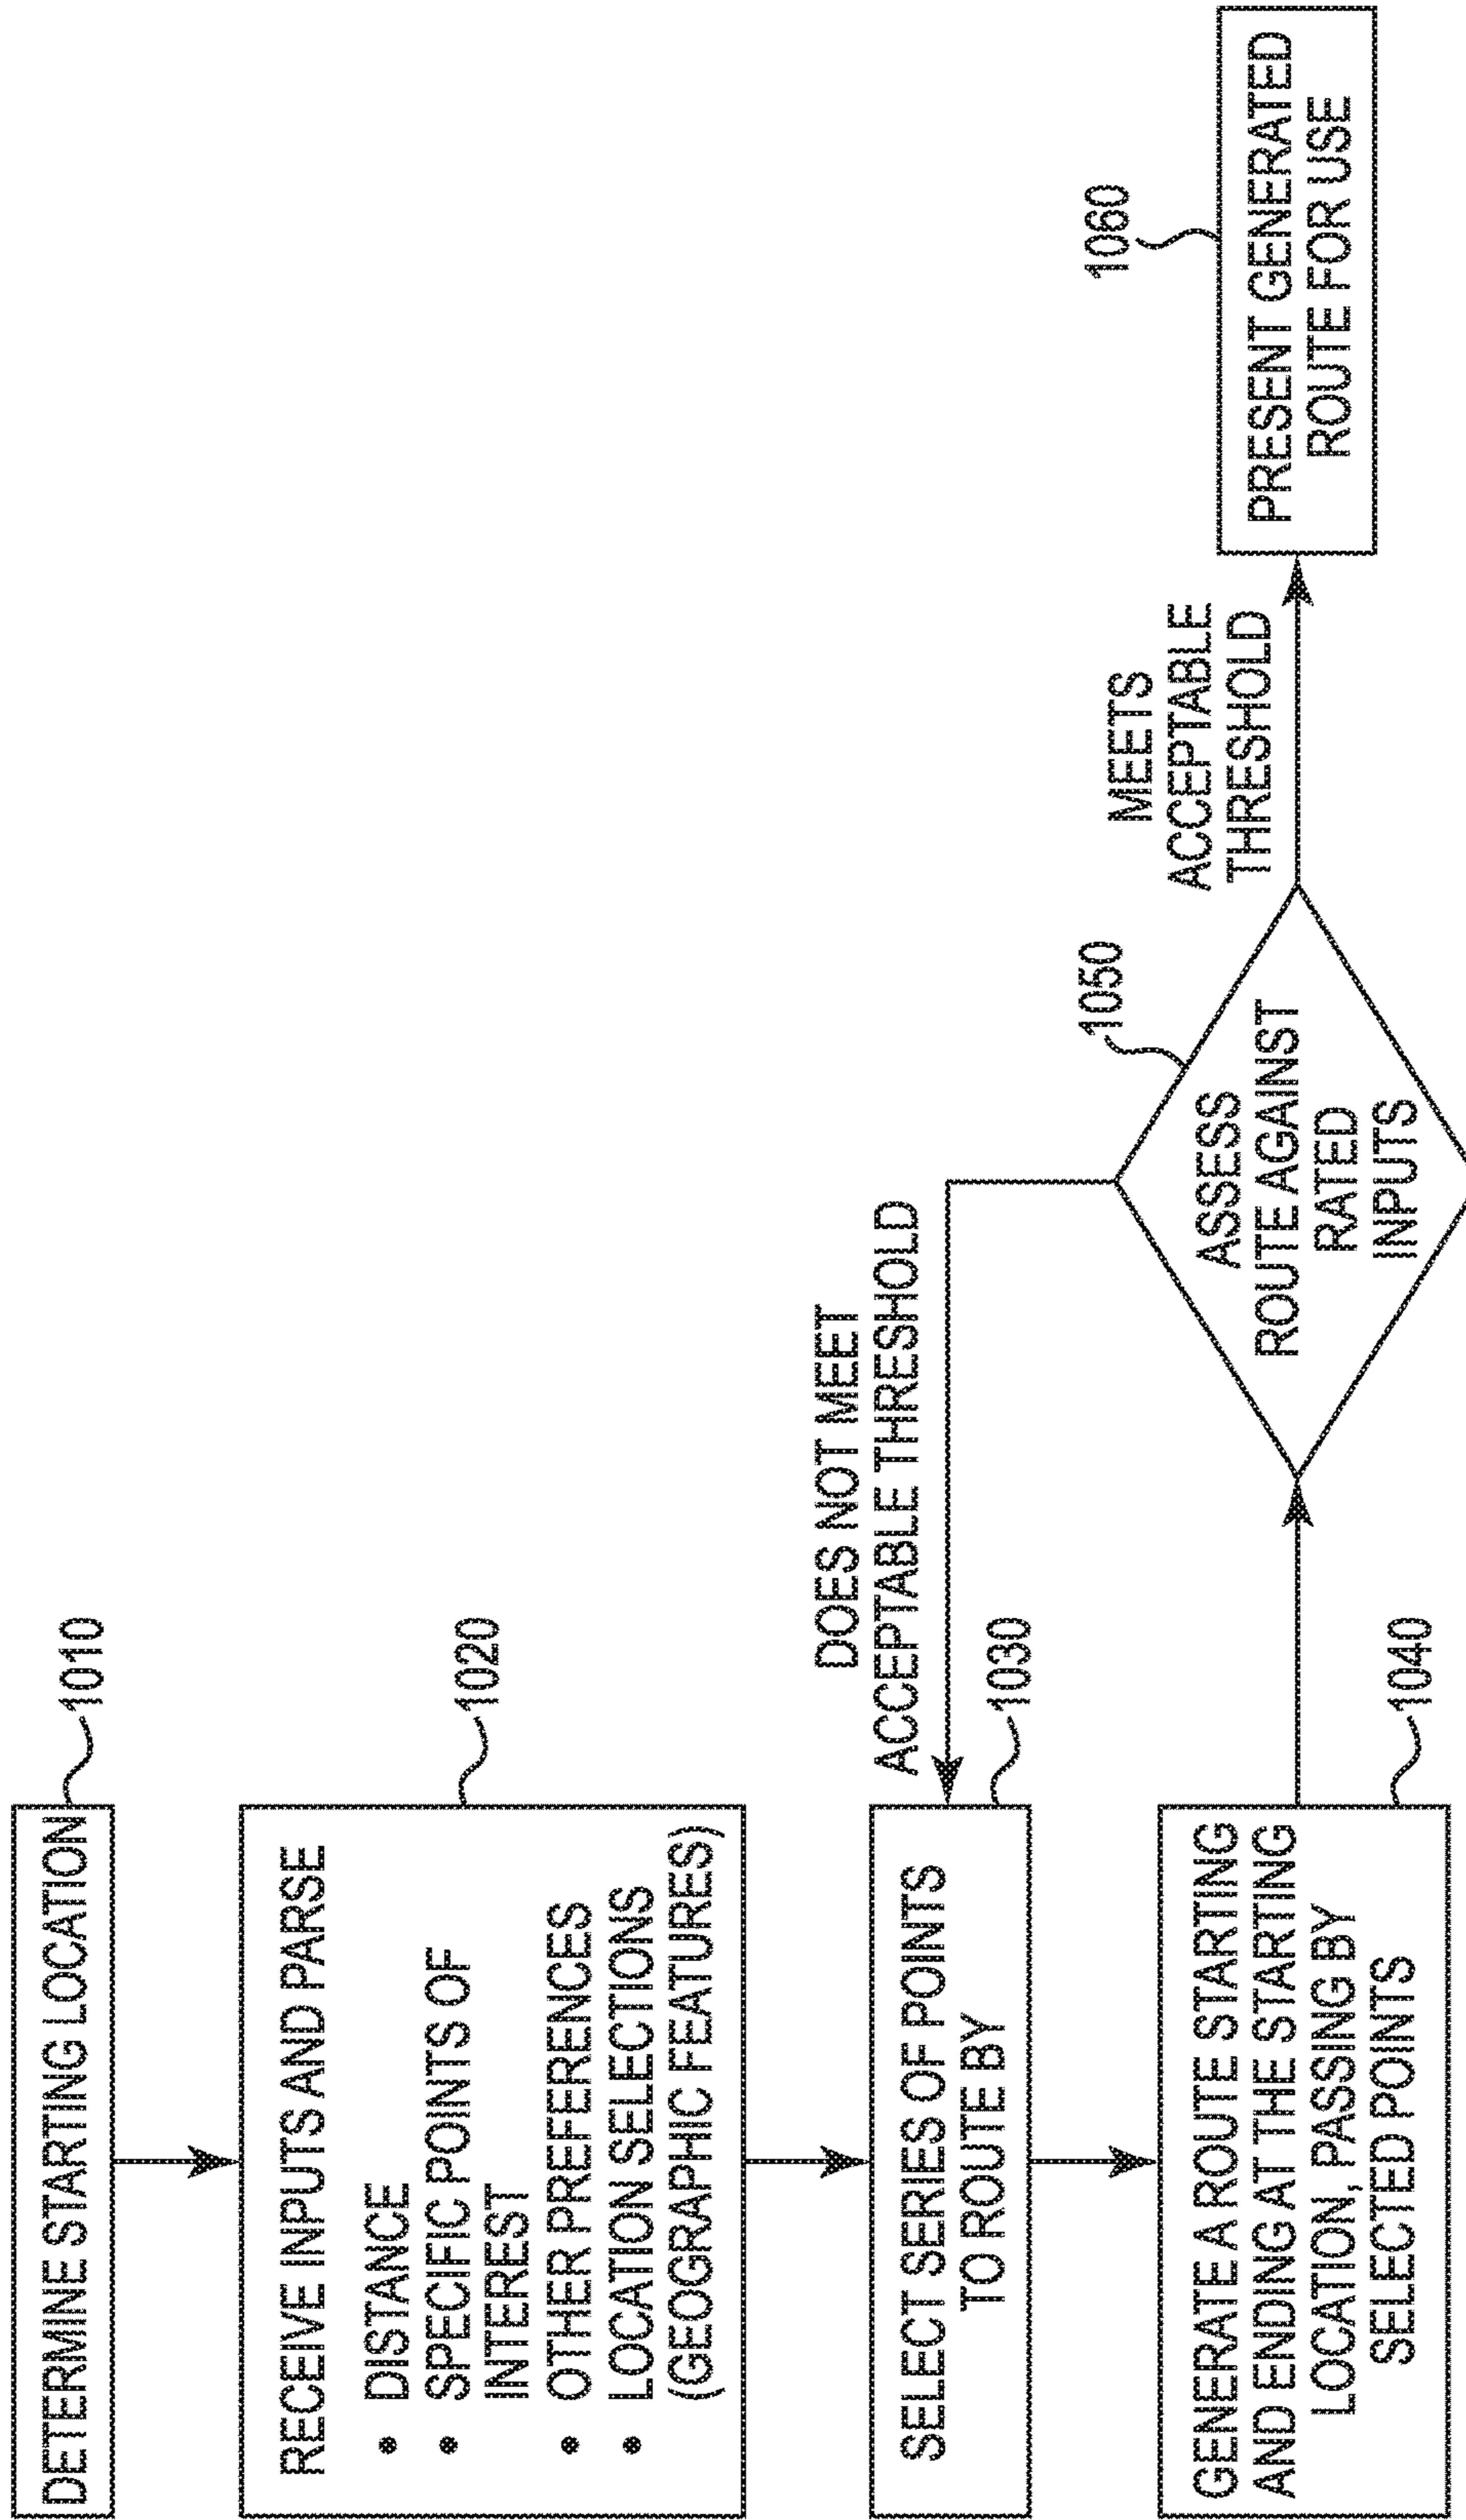 DETERMINE STARTING LOCATION
1010
RECEIVE INPUTS AND PARSE
• DISTANCE
• SPECIFIC POINTS OF
INTEREST
• OTHER PREFERENCES
• LOCATION SELECTIONS
(GEOGRAPHIC FEATURES)
1020
DOES NOT MEET
ACCEPTABLE THRESHOLD
SELECT SERIES OF POINTS
TO ROUTE BY
1030
GENERATE A ROUTE STARTING
AND ENDING AT THE STARTING
LOCATION, PASSING BY
SELECTED POINTS
1040
ASSESS
ROUTE AGAINST
RATED
INPUTS
1050
MEETS
ACCEPTABLE
THRESHOLD
PRESENT GENERATED
ROUTE FOR USE
1060